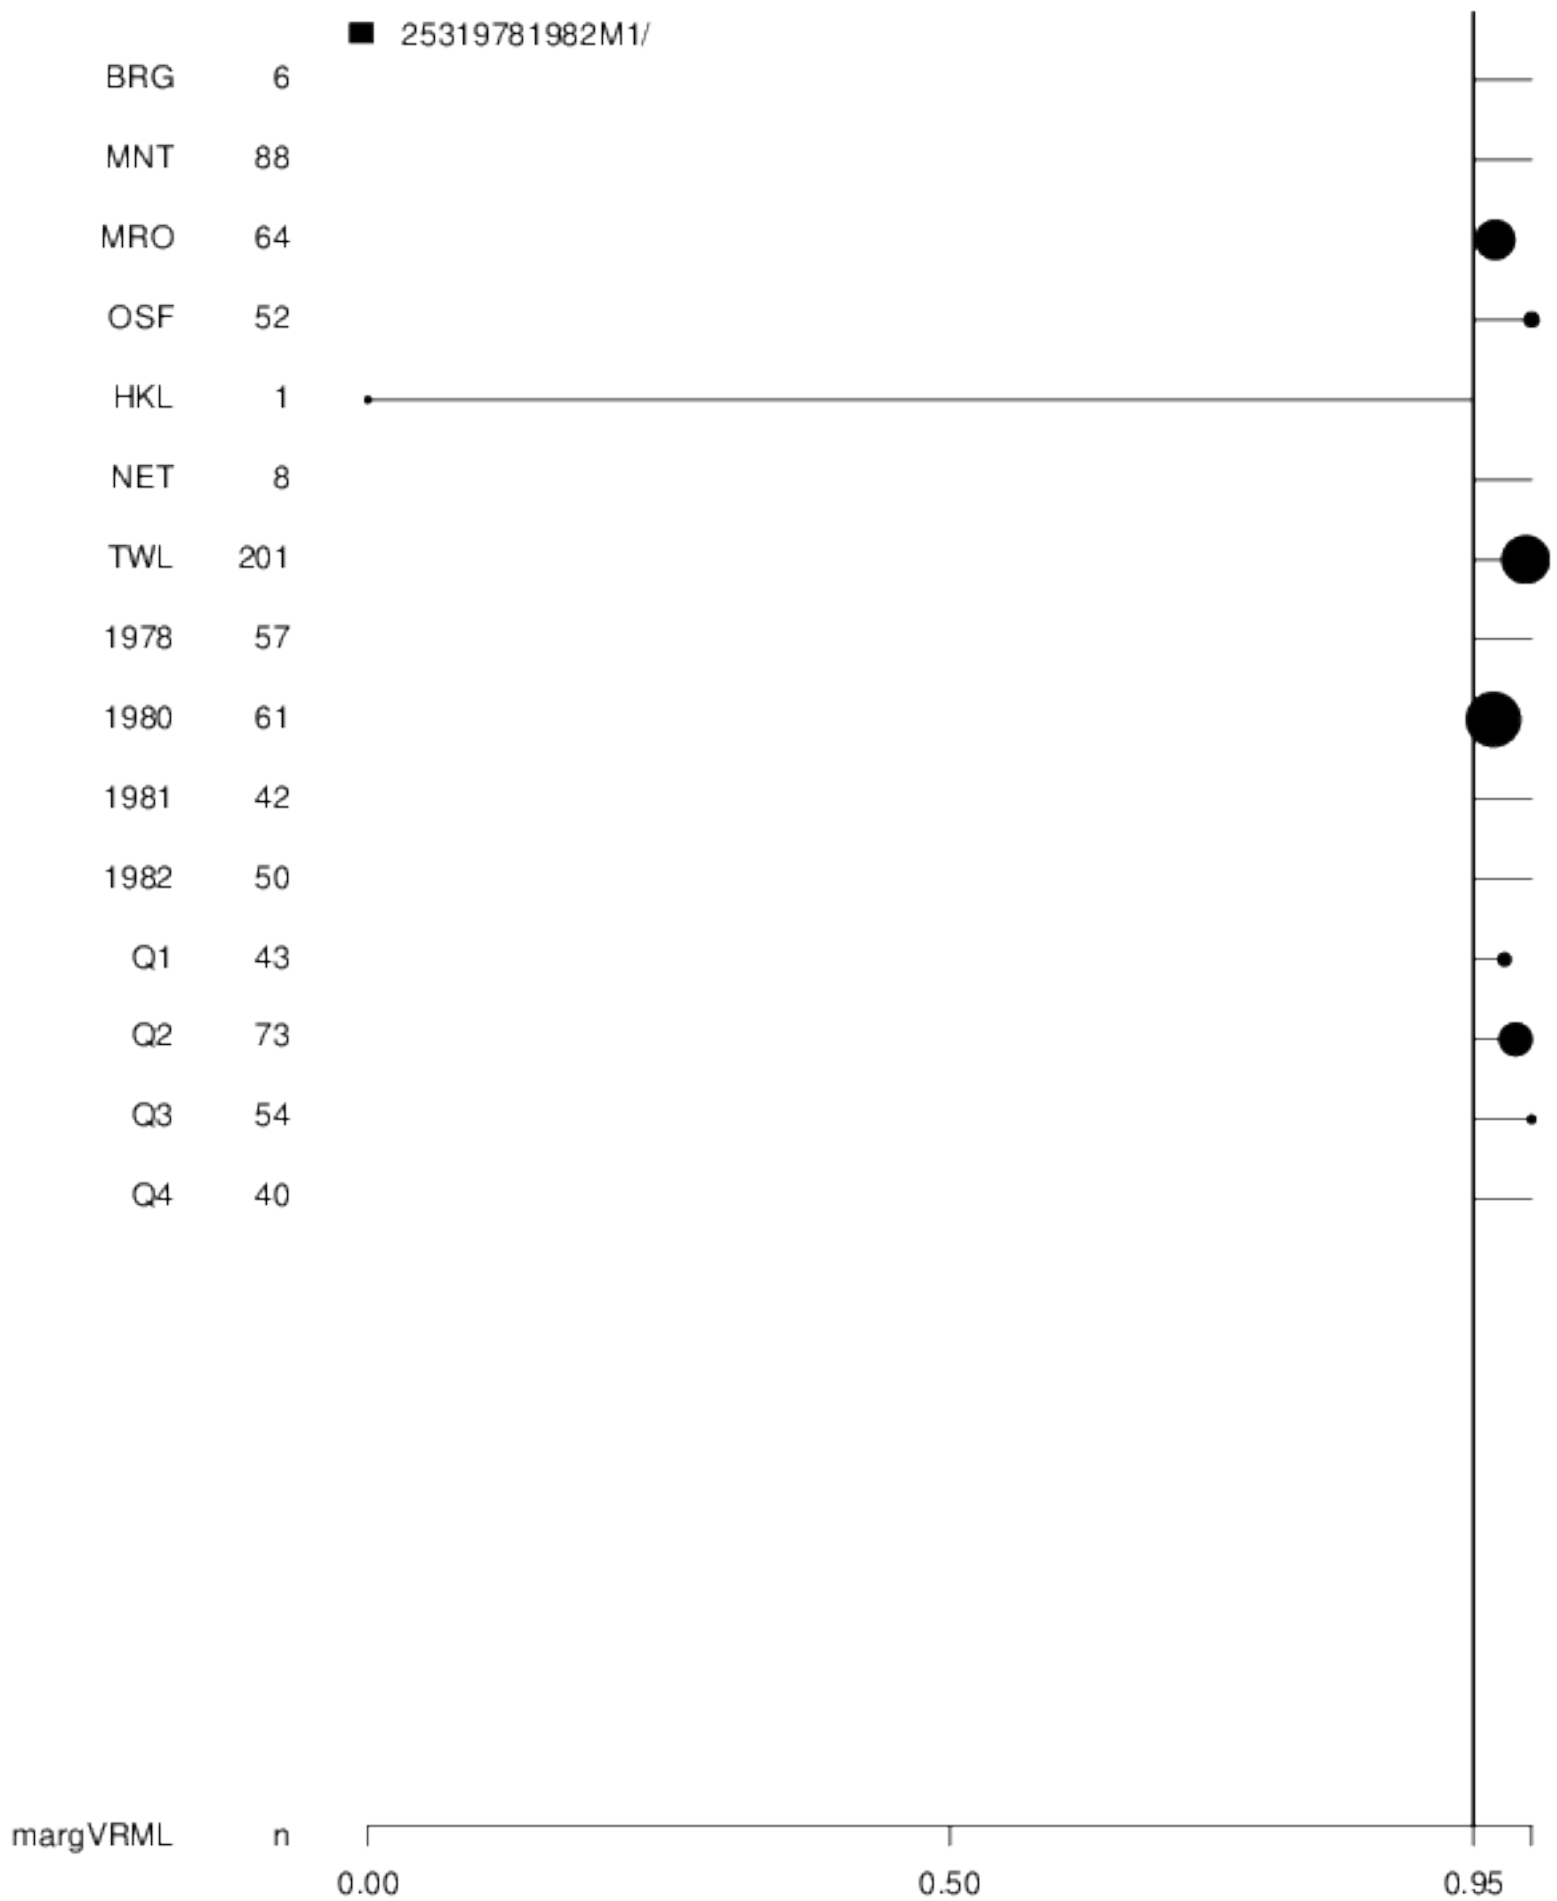 25319781982M1/
BRG 6
MNT 88
MRO 64
OSF 52
HKL 1
NET 8
TWL 201
1978 57
1980 61
1981 42
1982 50
Q1 43
Q2 73
Q3 54
Q4 40
margVRML n
0.00 0.50 0.95